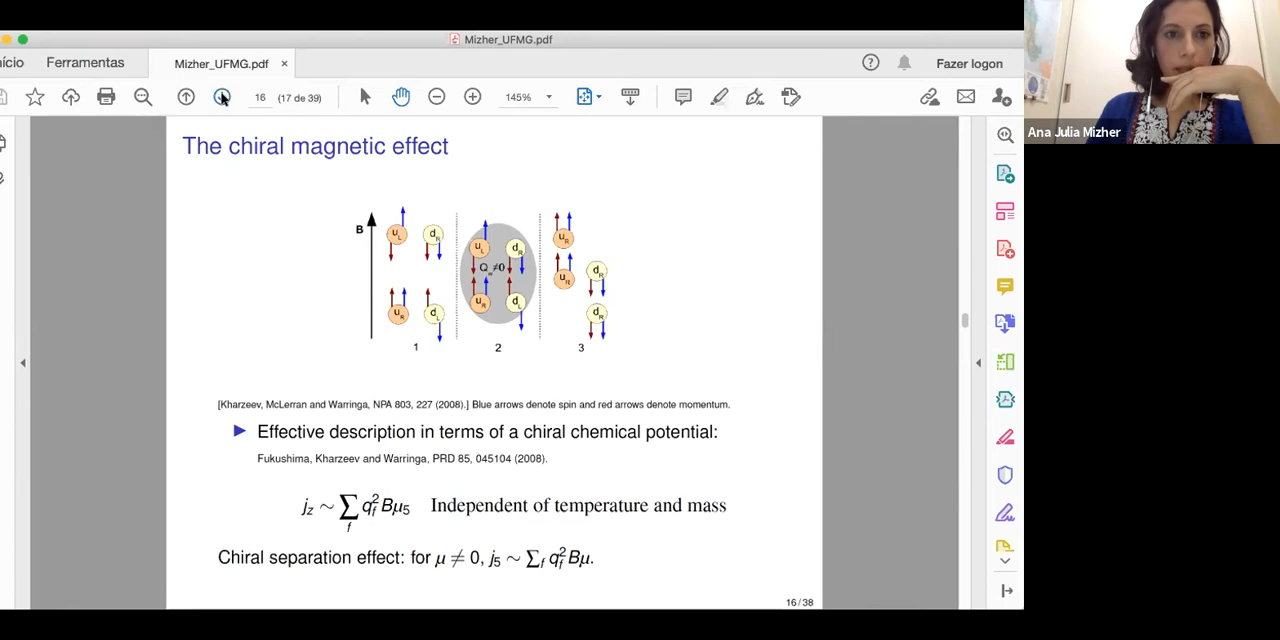 Mizher_UFMG.pdf
nício
Ferramentas
Mizher_UFMG.pdf ×
Fazer logon
16 (17 de 39)
145%
Ana Julia Mizher
The chiral magnetic effect
B
u_L d_R
u_R d_L
1
u_L d_R
Q_w≠0
u_R d_L
2
u_R
u_R
d_R
d_R
3
[Kharzeev, McLerran and Warringa, NPA 803, 227 (2008).] Blue arrows denote spin and red arrows denote momentum.
► Effective description in terms of a chiral chemical potential:
Fukushima, Kharzeev and Warringa, PRD 85, 045104 (2008).
j_z ∼ ∑_f q_f^2 Bμ_5 Independent of temperature and mass
Chiral separation effect: for μ ≠ 0, j_5 ∼ ∑_f q_f^2 Bμ.
16/38